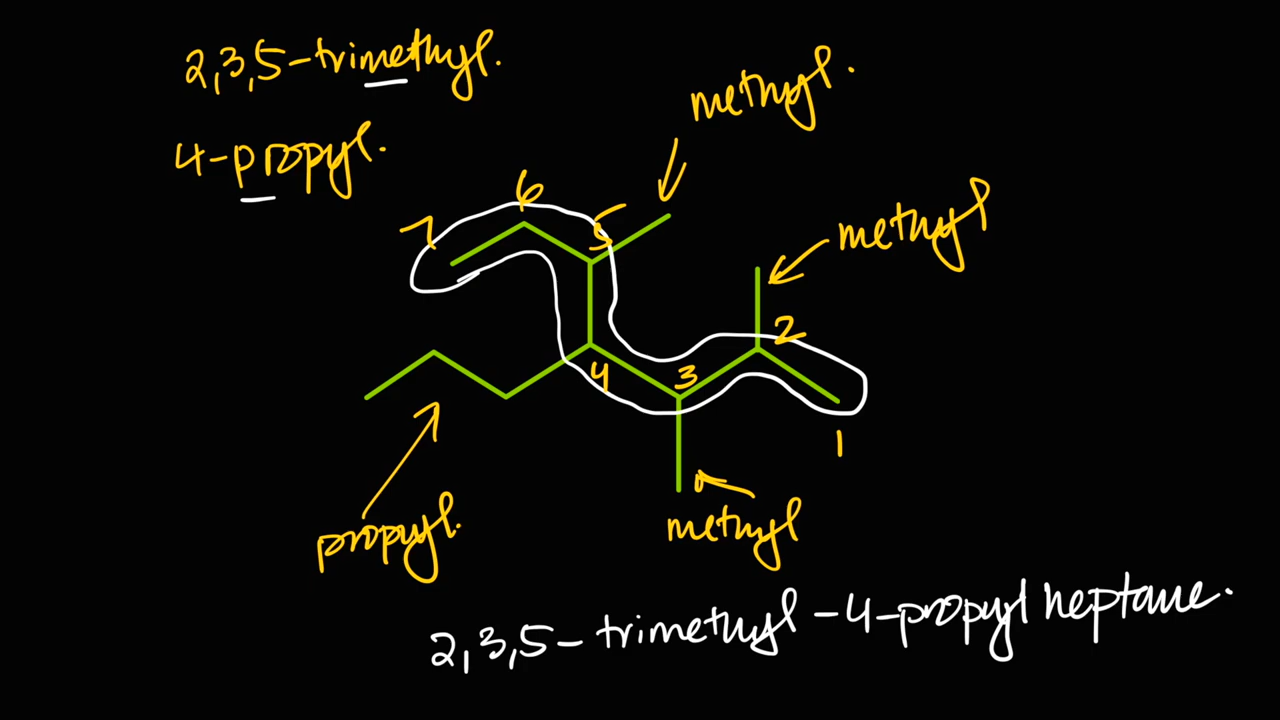 2,3,5-trimethyl.
4-propyl.
methyl.
methyl
6
7
5
2
4
3
1
propyl.
methyl
2,3,5-trimethyl-4-propyl heptane.